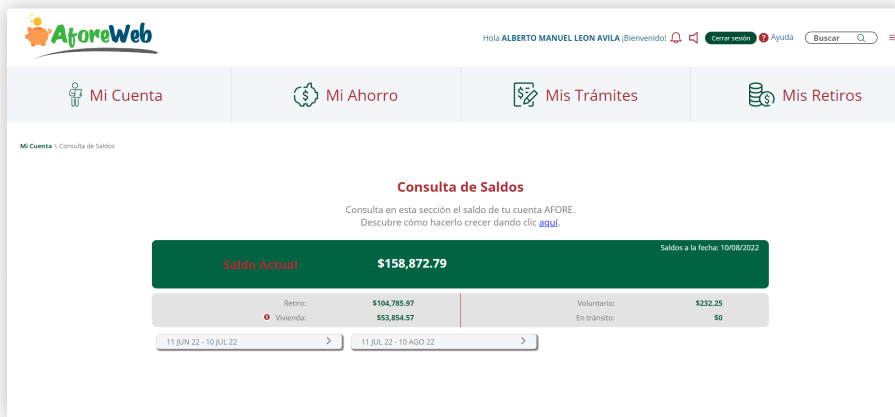 AforeWeb
Hola ALBERTO MANUEL LEON AVILA ¡Bienvenido! Cerrar sesión ? Ayuda Buscar
Mi Cuenta Mi Ahorro Mis Trámites Mis Retiros
Mi Cuenta \ Consulta de Saldos
Consulta de Saldos
Consulta en esta sección el saldo de tu cuenta AFORE.
Descubre cómo hacerlo crecer dando clic aquí.
Saldos a la fecha: 10/08/2022
Saldo Actual $158,872.79
Retiro: $104,785.97 Voluntario: $232.25
Vivienda: $53,854.57 En tránsito: $0
11 JUN 22 - 10 JUL 22 11 JUL 22 - 10 AGO 22